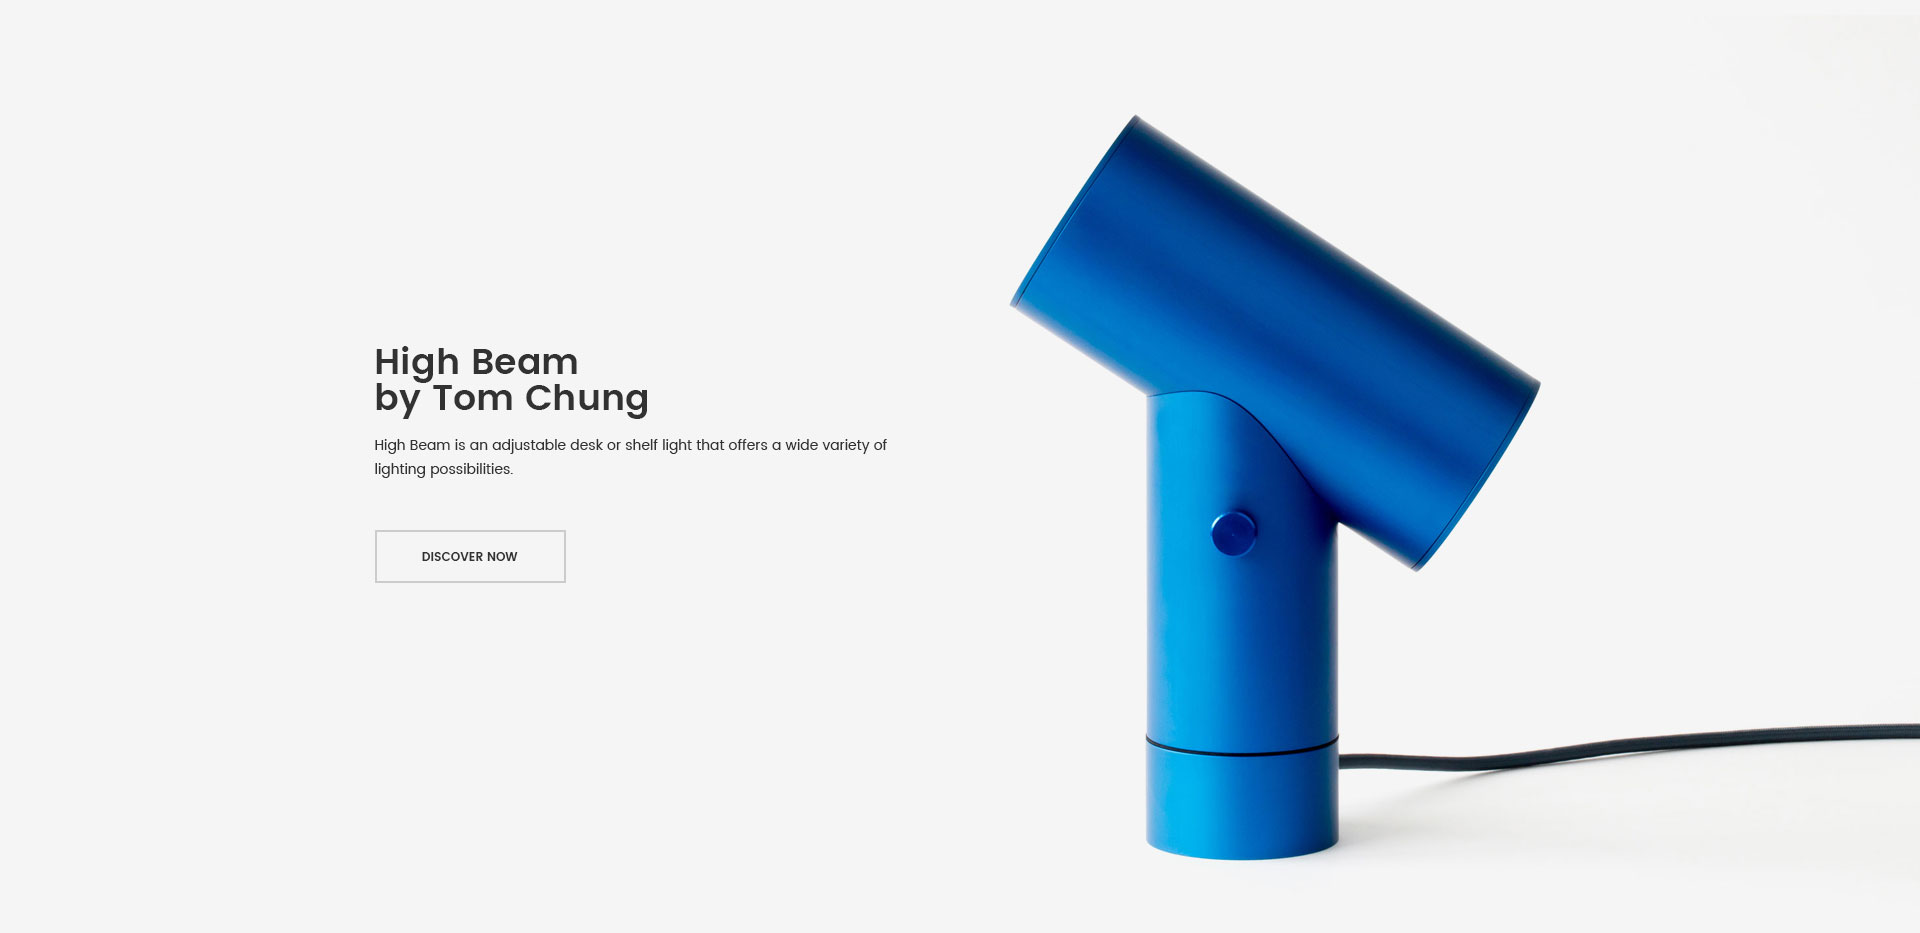 High Beam
by Tom Chung
High Beam is an adjustable desk or shelf light that offers a wide variety of
lighting possibilities.
DISCOVER NOW